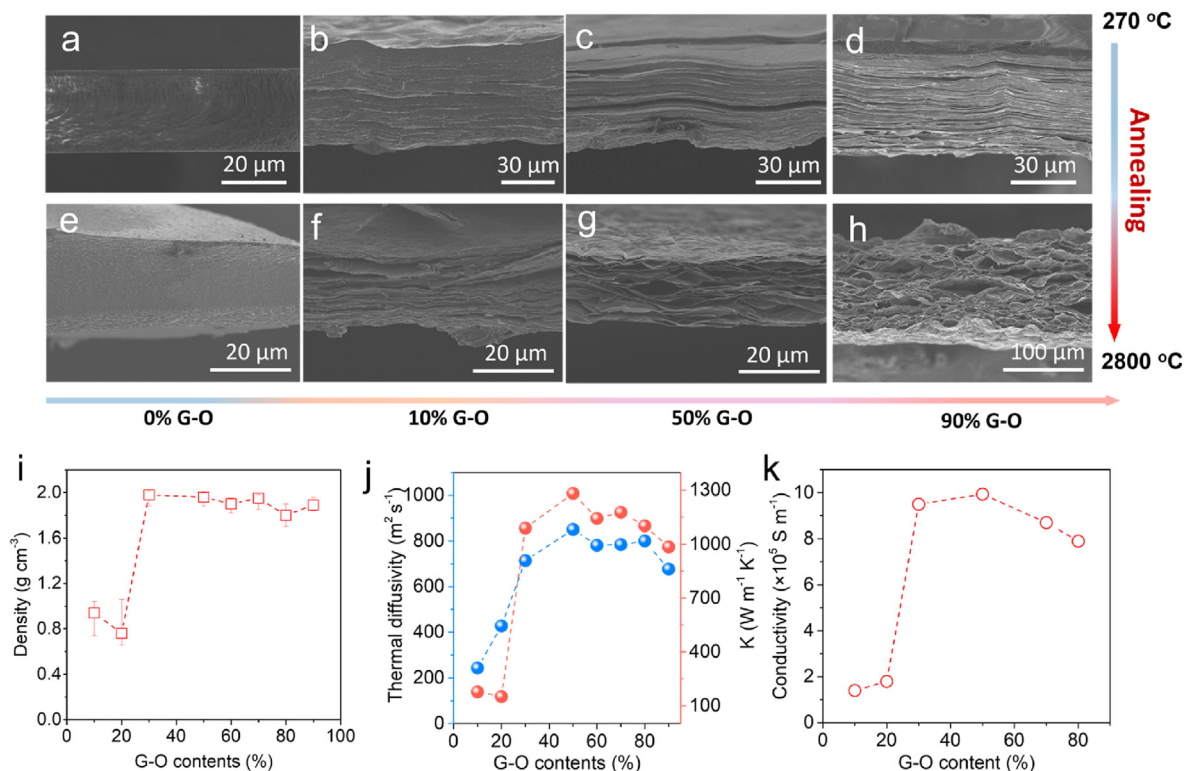 a
b
c
d
270 °C
20 µm
30 µm
30 µm
30 µm
Annealing
e
f
g
h
20 µm
20 µm
20 µm
100 µm
2800 °C
0% G-O
10% G-O
50% G-O
90% G-O
i
Density (g cm⁻³)
2.0
1.6
1.2
0.8
0.4
0.0
0 20 40 60 80 100
G-O contents (%)
j
Thermal diffusivity (m² s⁻¹)
1000
800
600
400
200
0
1300
1000
700
400
100
K (W m⁻¹ K⁻¹)
0 20 40 60 80
G-O contents (%)
k
Conductivity (×10⁵ S m⁻¹)
10
8
6
4
2
0
0 20 40 60 80
G-O content (%)